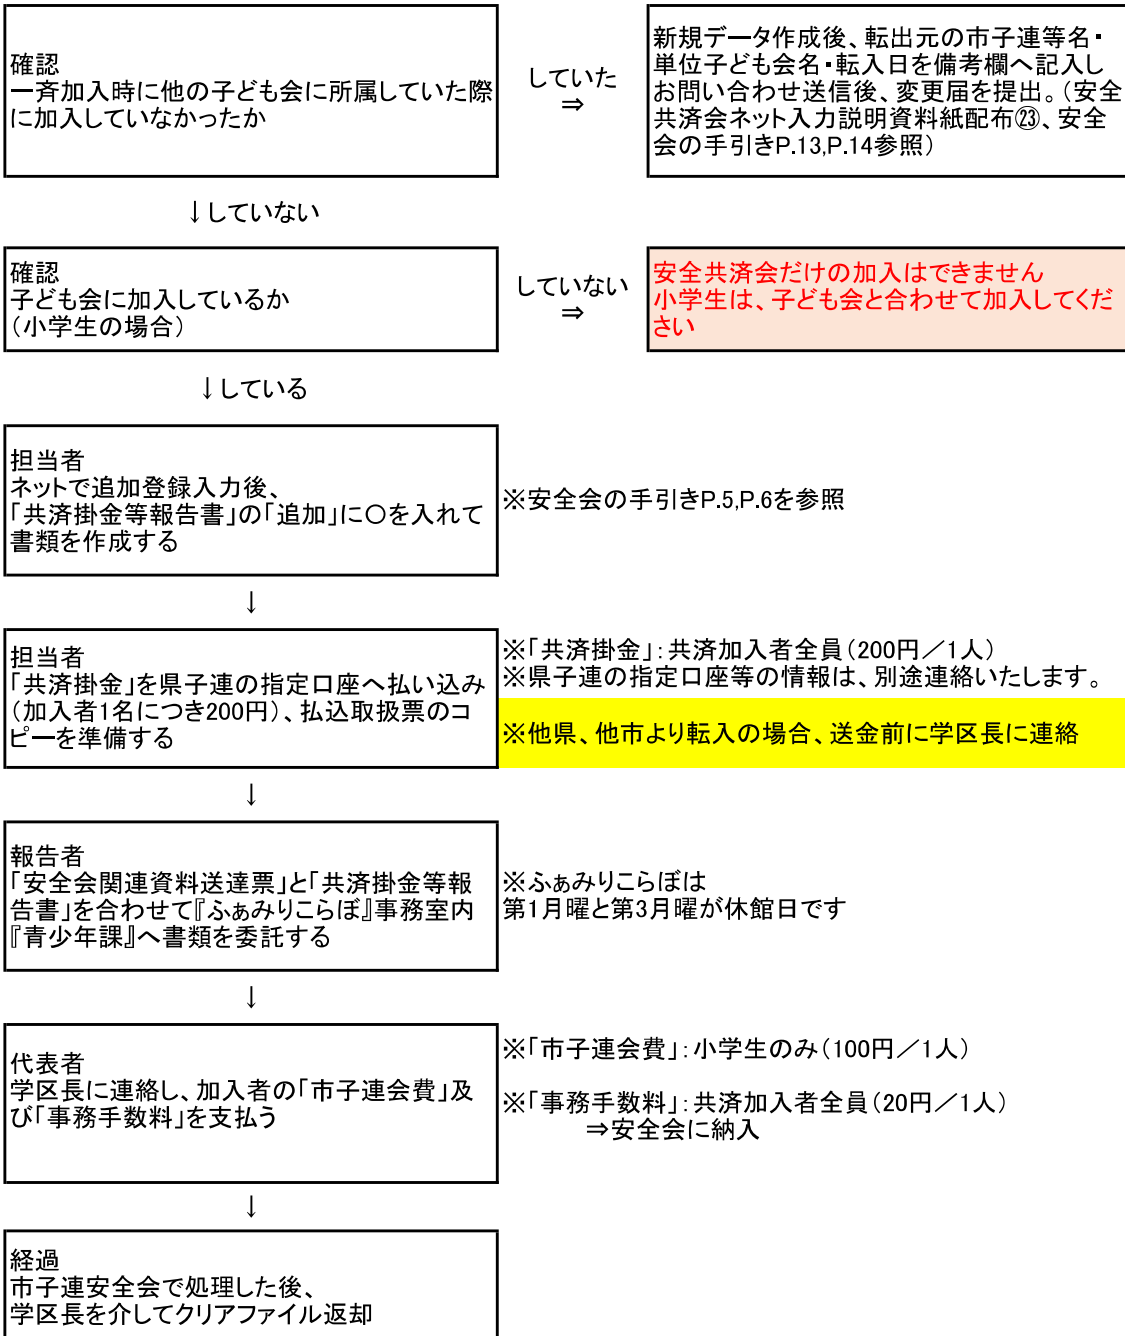 確認
一斉加入時に他の子ども会に所属していた際
に加入していなかったか
していた
⇒
新規データ作成後、転出元の市子連等名・
単位子ども会名・転入日を備考欄へ記入し
お問い合わせ送信後、変更届を提出。（安全
共済会ネット入力説明資料紙配布㉓、安全
会の手引きP.13,P.14参照）
↓していない
確認
子ども会に加入しているか
（小学生の場合）
していない
⇒
安全共済会だけの加入はできません
小学生は、子ども会と合わせて加入してくだ
さい
↓している
担当者
ネットで追加登録入力後、
「共済掛金等報告書」の「追加」に〇を入れて
書類を作成する
※安全会の手引きP.5,P.6を参照
↓
担当者
「共済掛金」を県子連の指定口座へ払い込み
（加入者1名につき200円）、払込取扱票のコ
ピーを準備する
※「共済掛金」：共済加入者全員（200円／1人）
※県子連の指定口座等の情報は、別途連絡いたします。
※他県、他市より転入の場合、送金前に学区長に連絡
↓
報告者
「安全会関連資料送達票」と「共済掛金等報
告書」を合わせて『ふぁみりこらぼ』事務室内
『青少年課』へ書類を委託する
※ふぁみりこらぼは
第1月曜と第3月曜が休館日です
↓
代表者
学区長に連絡し、加入者の「市子連会費」及
び「事務手数料」を支払う
※「市子連会費」：小学生のみ（100円／1人）
※「事務手数料」：共済加入者全員（20円／1人）
⇒安全会に納入
↓
経過
市子連安全会で処理した後、
学区長を介してクリアファイル返却